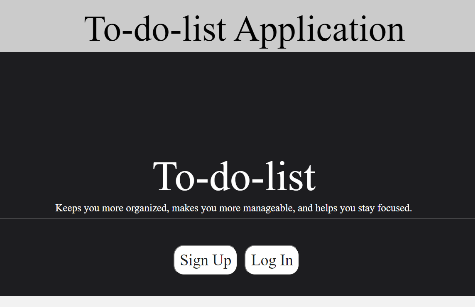 To-do-list Application
To-do-list
Keeps you more organized, makes you more manageable, and helps you stay focused.
Sign Up Log In